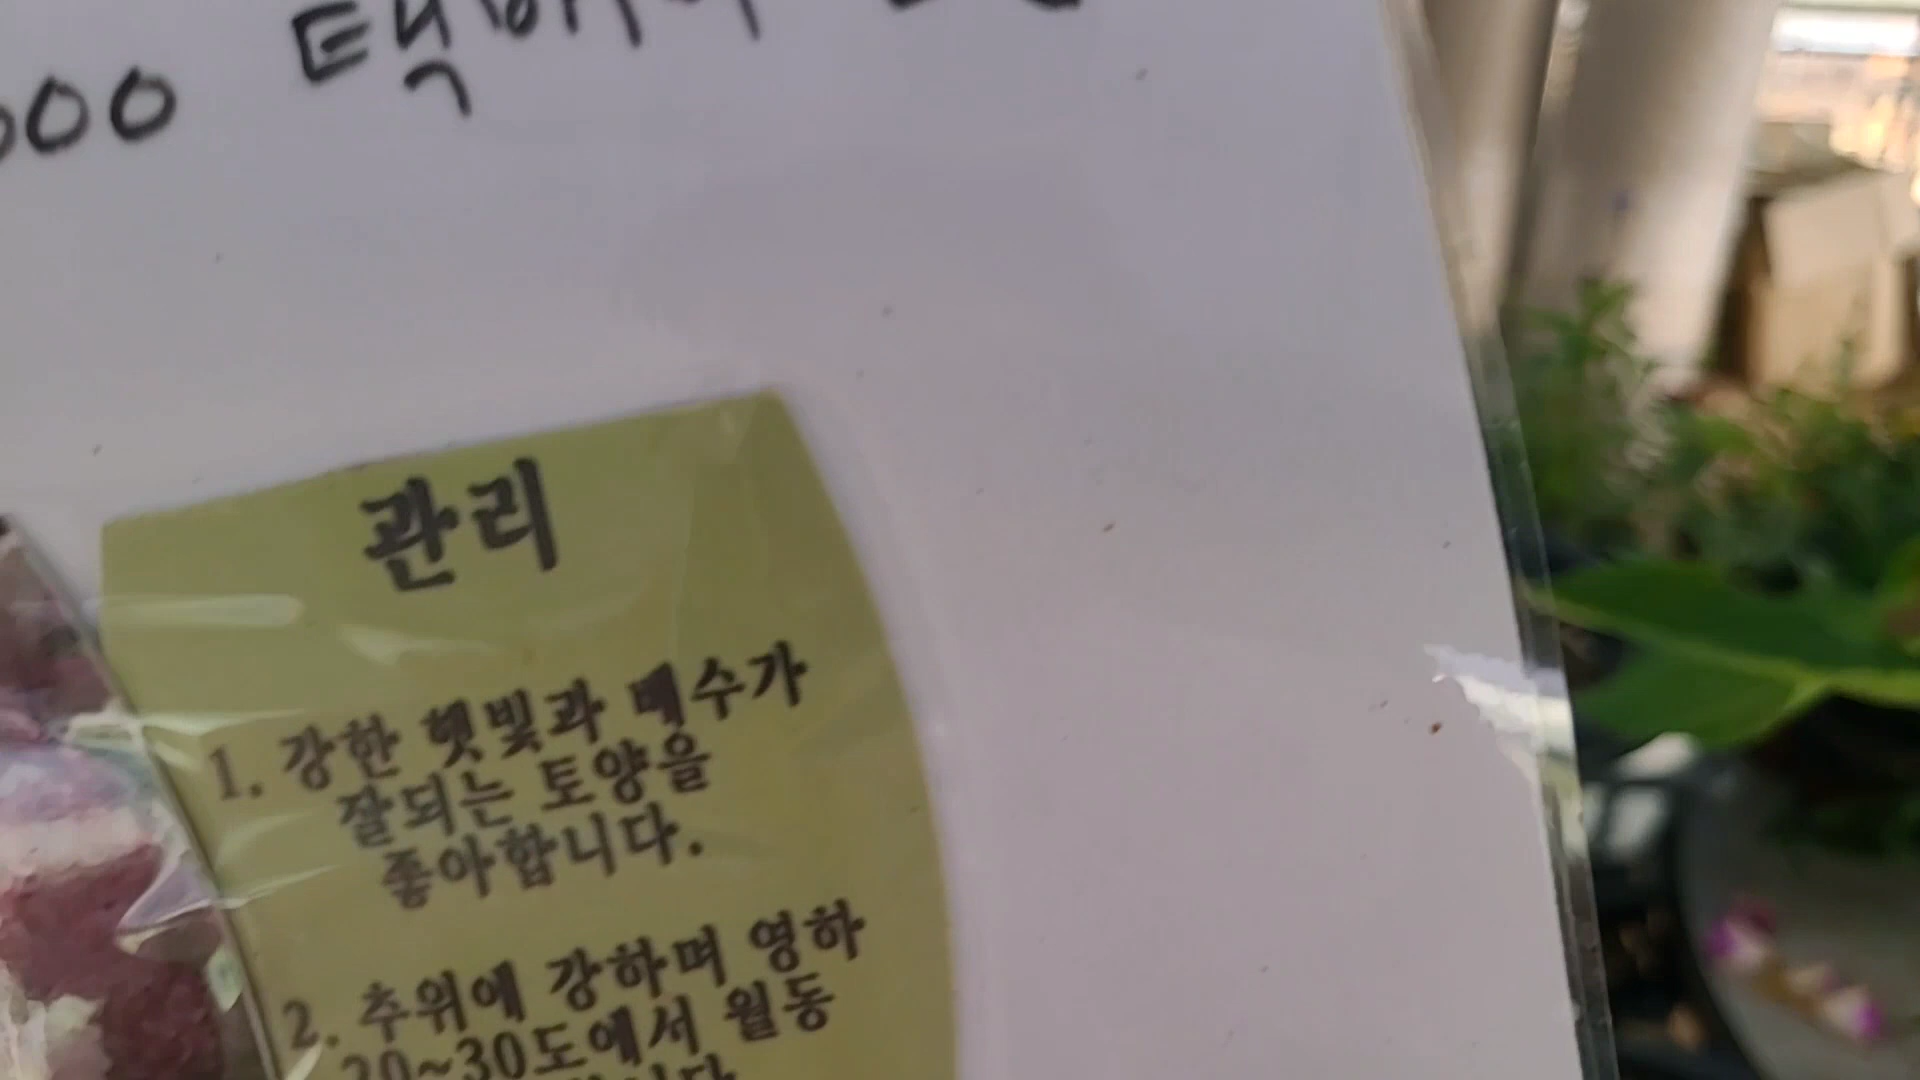 000 택배
관리
1. 강한 햇빛과 배수가
잘되는 토양을
좋아합니다.
2. 추위에 강하며 영하
20~30도에서 월동